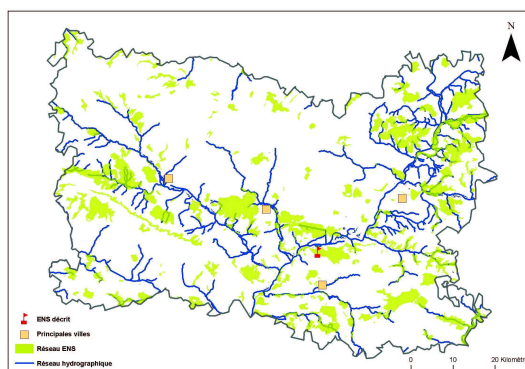 N
ENS décrit
Principales villes
Réseau ENS
Réseau hydrographique
0 10 20 Kilomètr